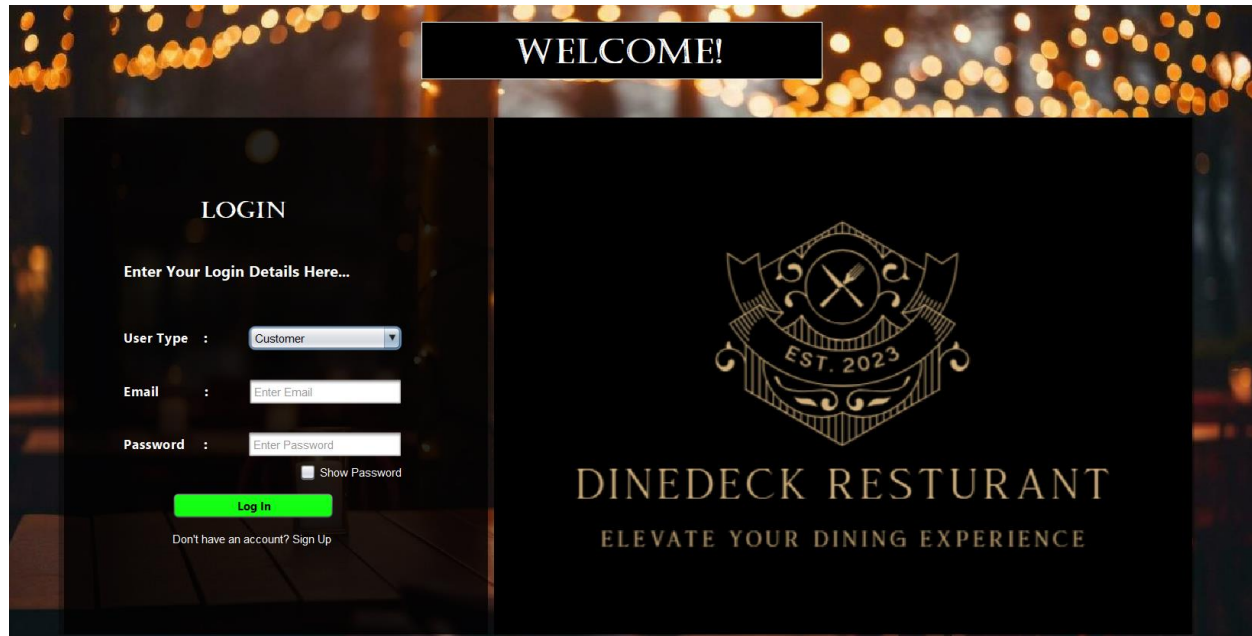 WELCOME!
LOGIN
Enter Your Login Details Here...
User Type : Customer
Email : Enter Email
Password : Enter Password
Show Password
Log In
Don't have an account? Sign Up
EST. 2023
DINEDECK RESTURANT
ELEVATE YOUR DINING EXPERIENCE